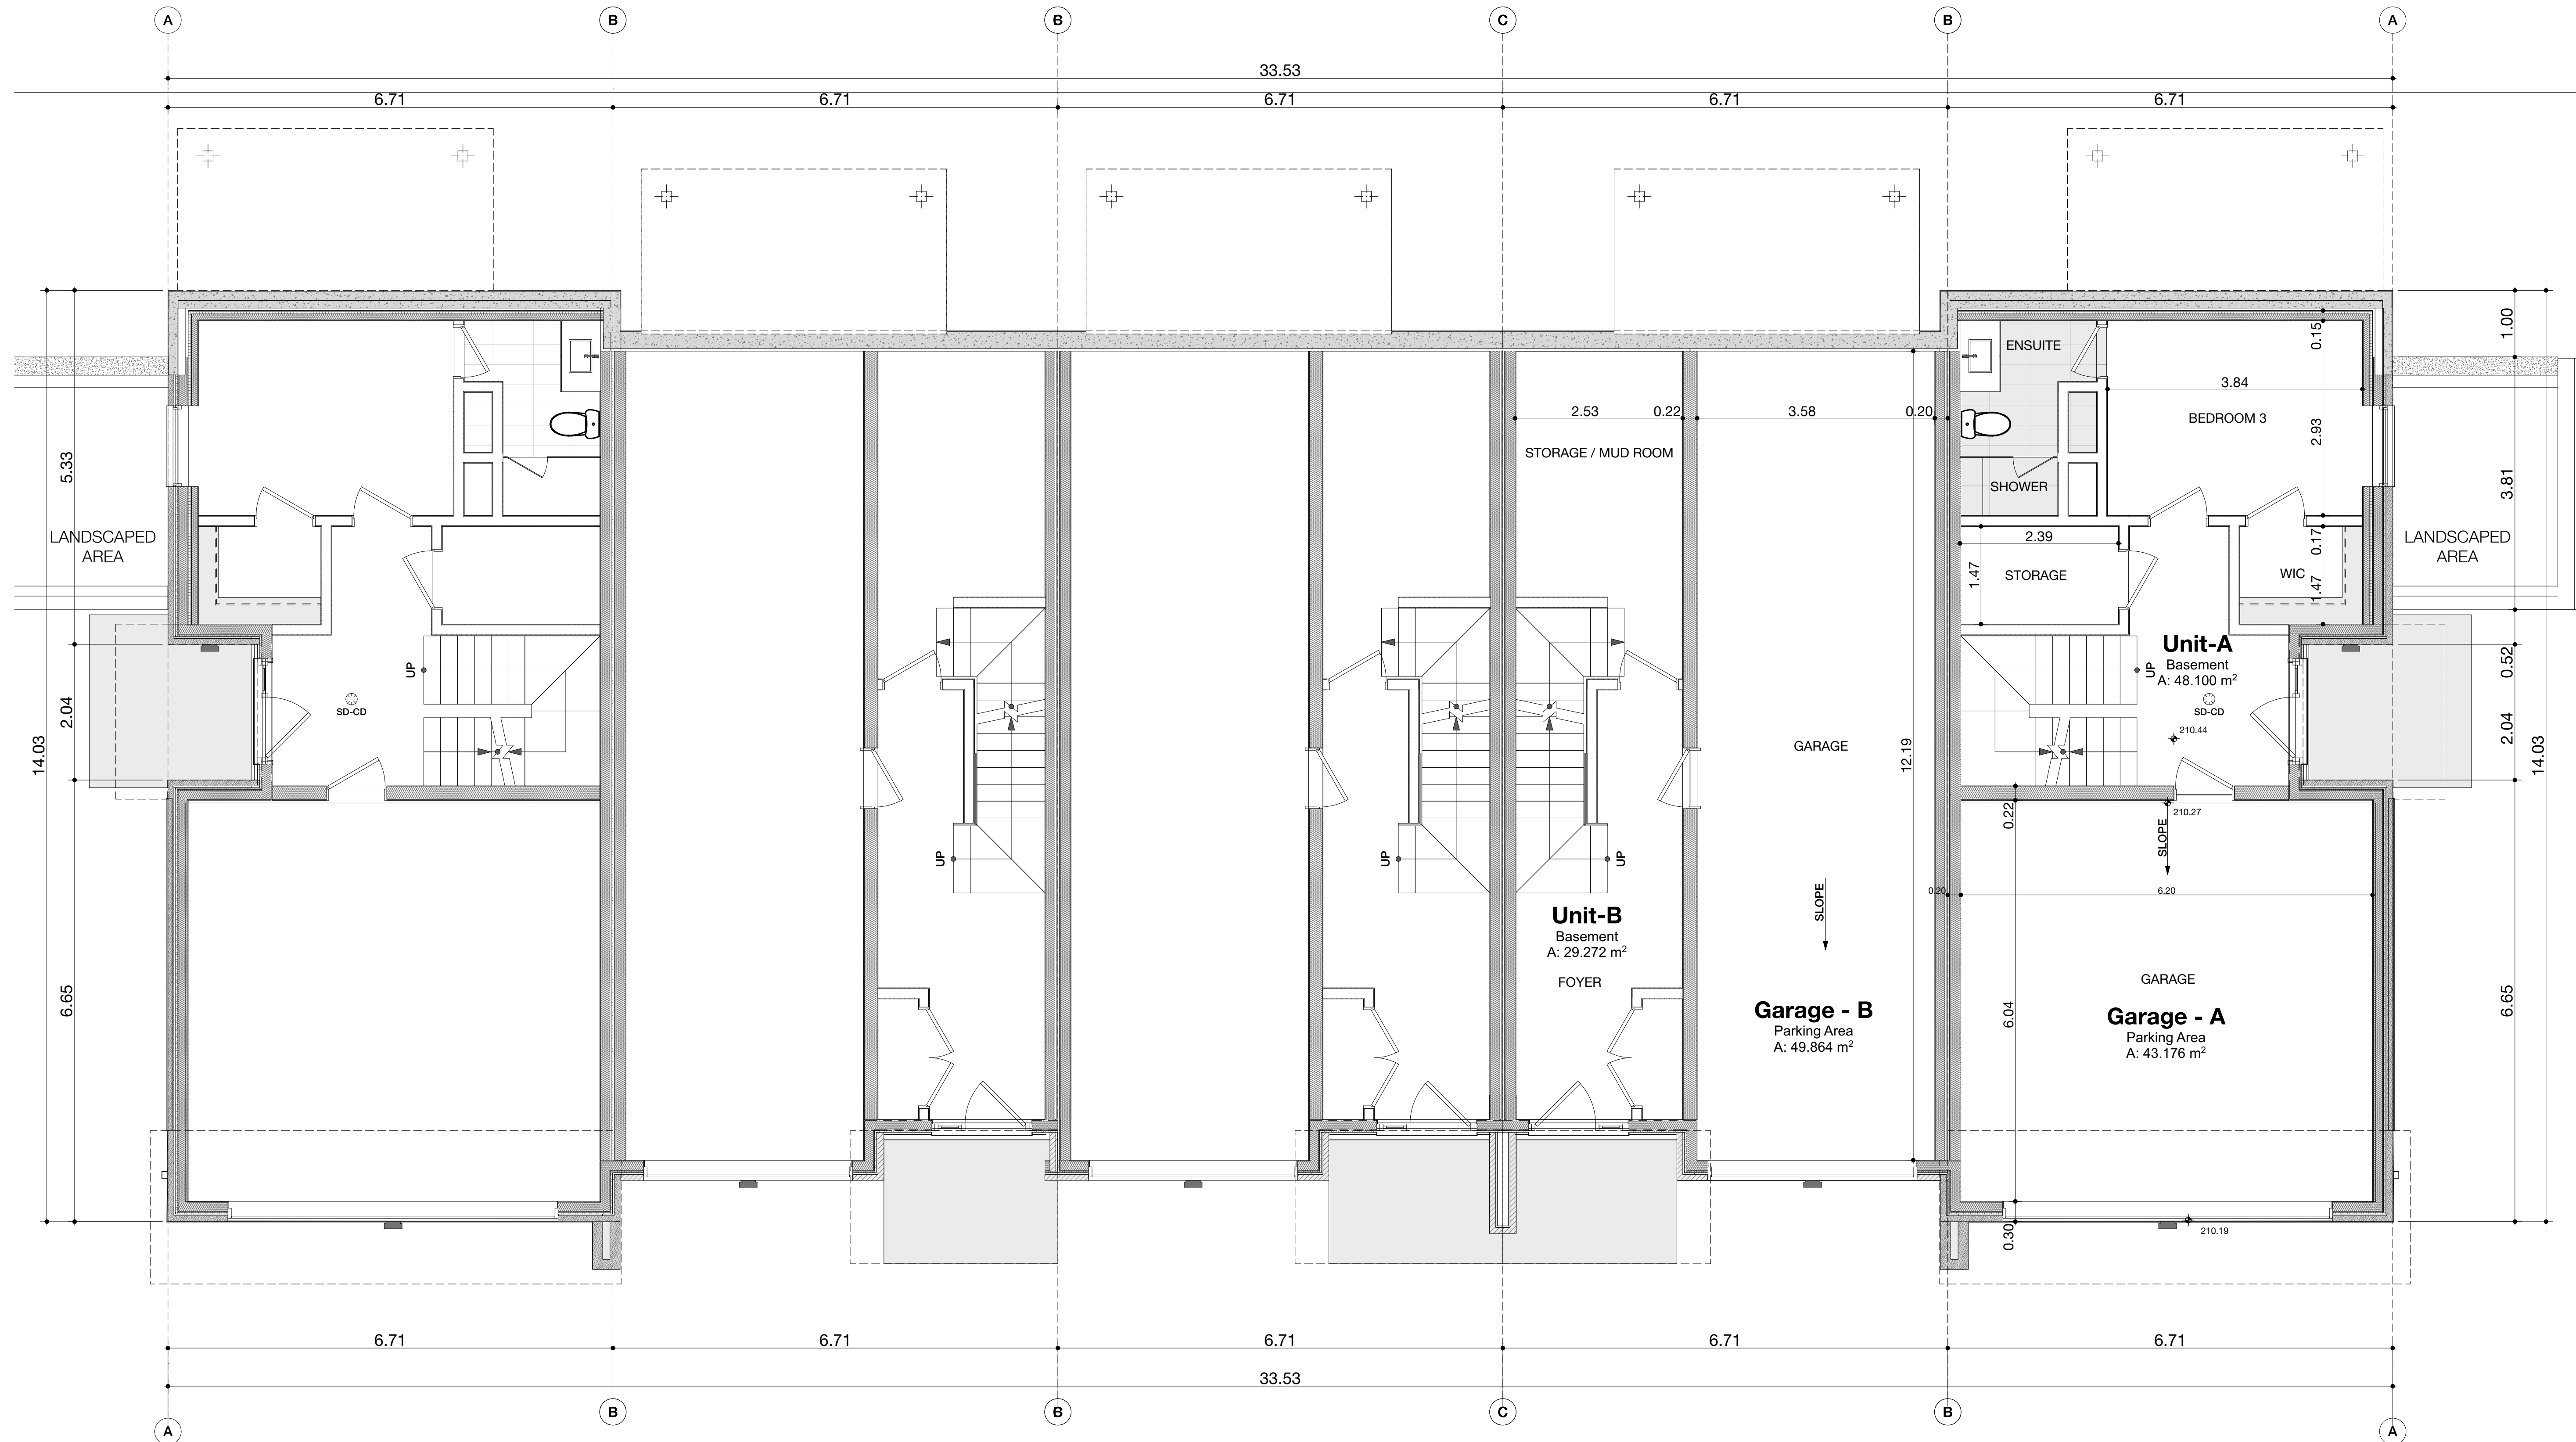 A B B C B A
33.53
6.71 6.71 6.71 6.71 6.71
ENSUITE
0.15
1.00
3.84
2.53 0.22 3.58 0.20
BEDROOM 3
2.93
STORAGE / MUD ROOM
5.33
SHOWER
3.81
LANDSCAPED
AREA
2.39
0.17
LANDSCAPED
AREA
1.47
STORAGE
WIC
1.47
Unit-A
Basement
A: 48.100 m²
UP
UP
0.52
SD-CD
SD-CD
2.04
210.44
2.04
14.03
GARAGE
12.19
14.03
0.22
210.27
SLOPE
UP
UP
UP
0.20
6.20
SLOPE
Unit-B
Basement
A: 29.272 m²
FOYER
GARAGE
6.65
6.04
6.65
Garage - B
Parking Area
A: 49.864 m²
Garage - A
Parking Area
A: 43.176 m²
0.30
210.19
6.71 6.71 6.71 6.71 6.71
33.53
A B B C B A